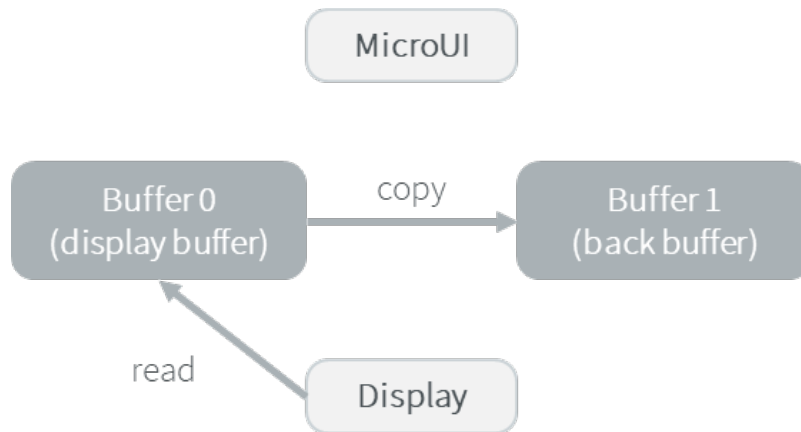 MicroUI
Buffer 0
(display buffer)
copy
Buffer 1
(back buffer)
read
Display